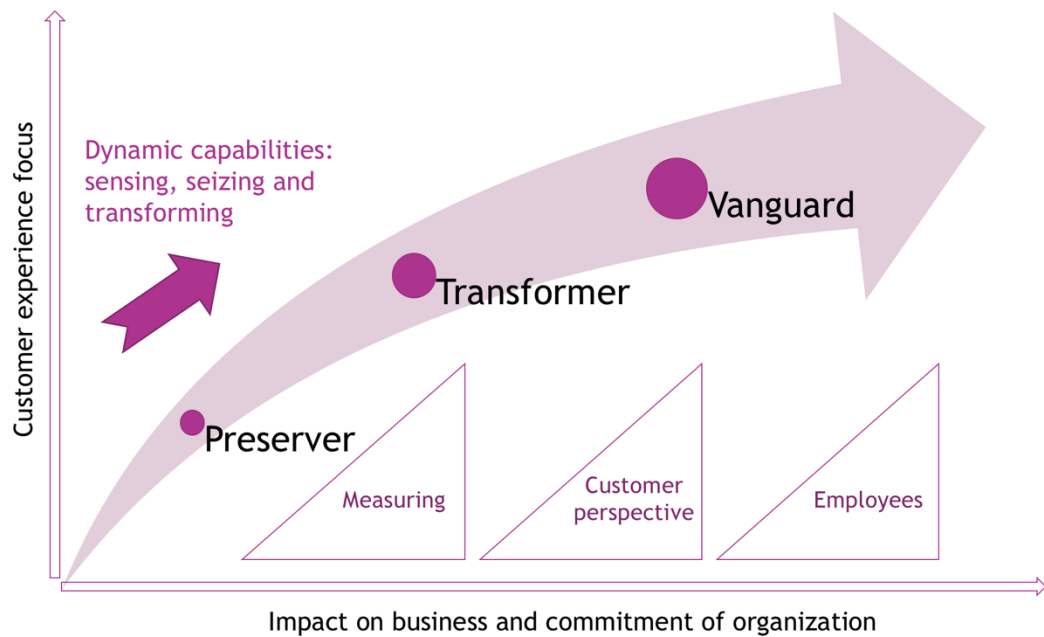 Customer experience focus
Dynamic capabilities:
sensing, seizing and
transforming
Vanguard
Transformer
Preserver
Measuring
Customer
perspective
Employees
Impact on business and commitment of organization